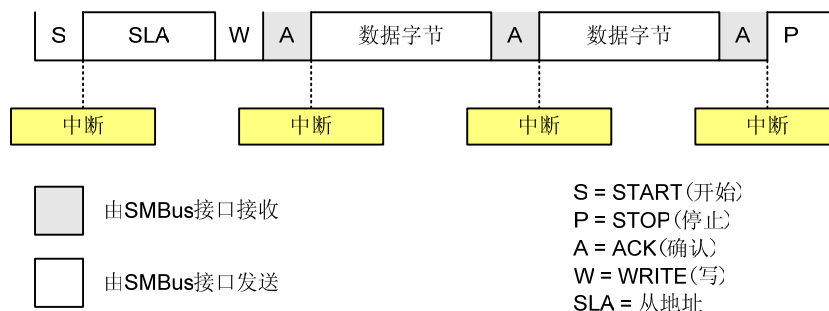 S SLA W A 数据字节 A 数据字节 A P
中断 中断 中断 中断
由SMBus接口接收
由SMBus接口发送
S = START(开始)
P = STOP(停止)
A = ACK(确认)
W = WRITE(写)
SLA = 从地址